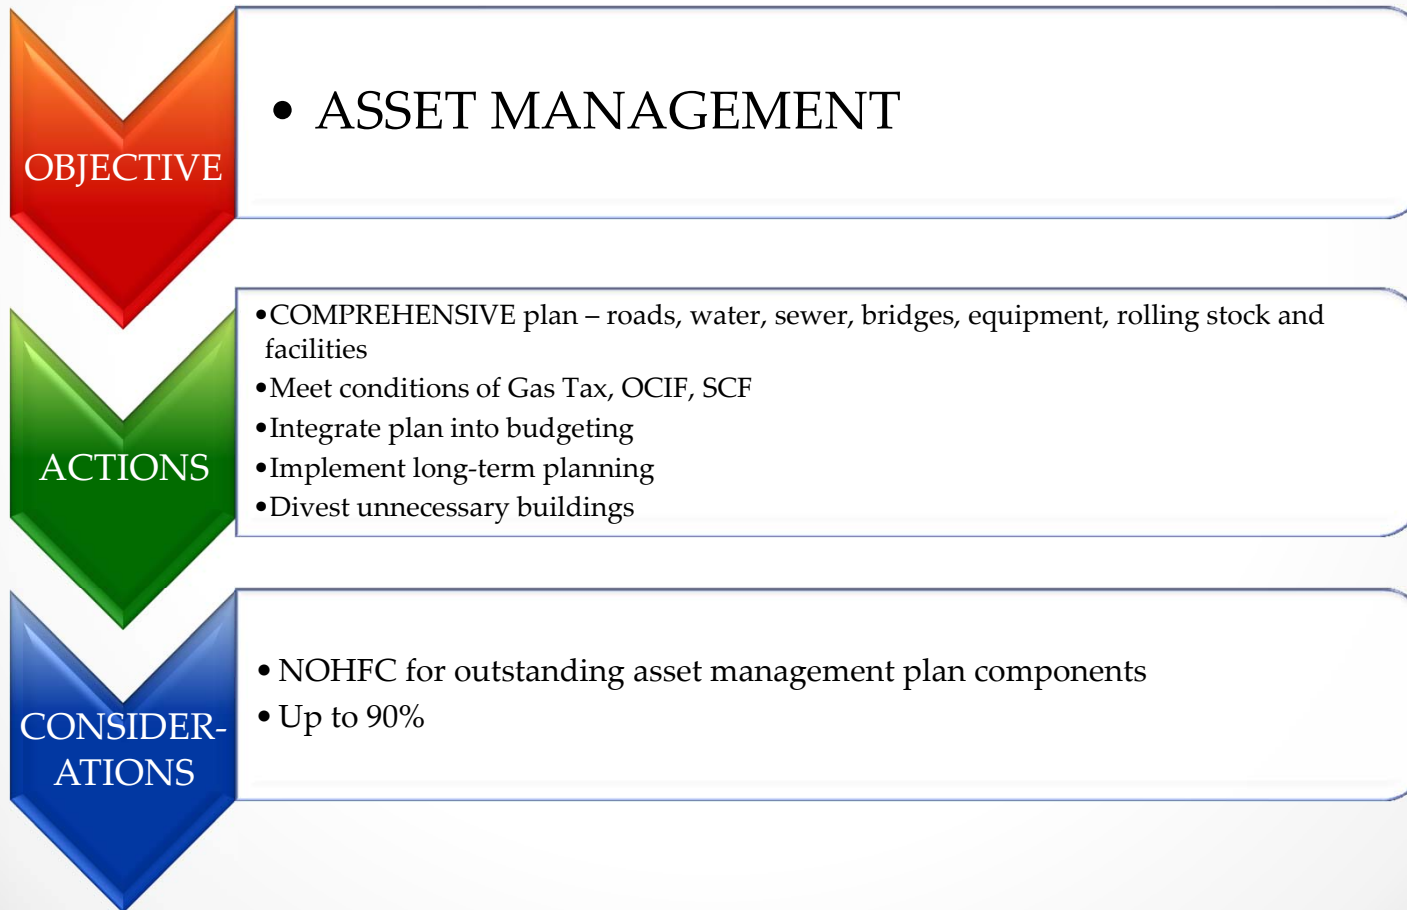 OBJECTIVE
• ASSET MANAGEMENT
ACTIONS
•COMPREHENSIVE plan – roads, water, sewer, bridges, equipment, rolling stock and
facilities
•Meet conditions of Gas Tax, OCIF, SCF
•Integrate plan into budgeting
•Implement long-term planning
•Divest unnecessary buildings
CONSIDER-
ATIONS
• NOHFC for outstanding asset management plan components
• Up to 90%